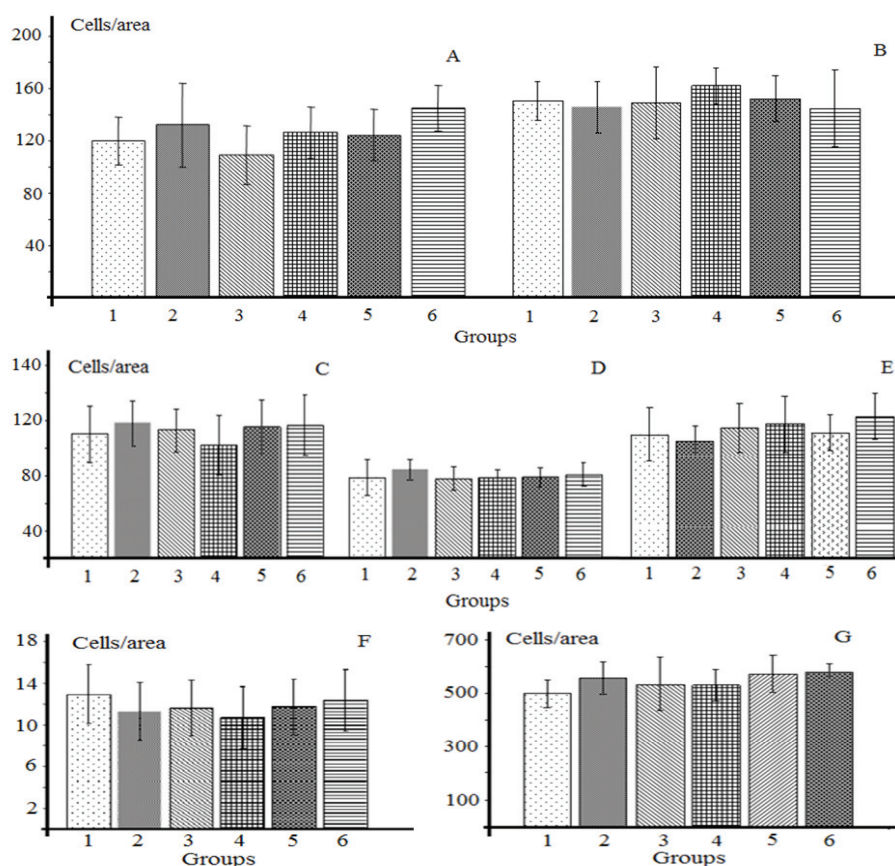 Cells/area
A
B
200
160
120
80
40
1 2 3 4 5 6 1 2 3 4 5 6
Groups
Cells/area
C
D
E
140
120
80
40
1 2 3 4 5 6 1 2 3 4 5 6 1 2 3 4 5 6
Groups
Cells/area
F
18
14
10
6
2
1 2 3 4 5 6
Groups
Cells/area
G
700
500
300
100
1 2 3 4 5 6
Groups